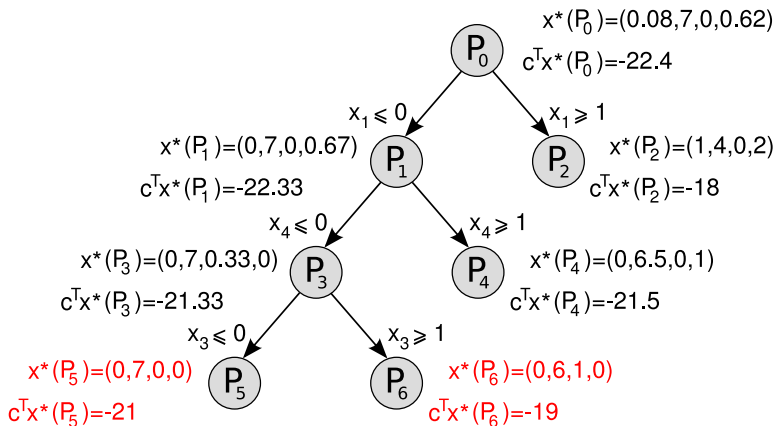 x*(P₀)=(0.08,7,0,0.62)
P₀
cᵀx*(P₀)=-22.4
x₁ ⩽ 0
x₁ ⩾ 1
x*(P₁)=(0,7,0,0.67)
P₁
cᵀx*(P₁)=-22.33
x*(P₂)=(1,4,0,2)
P₂
cᵀx*(P₂)=-18
x₄ ⩽ 0
x₄ ⩾ 1
x*(P₃)=(0,7,0.33,0)
P₃
cᵀx*(P₃)=-21.33
x*(P₄)=(0,6.5,0,1)
P₄
cᵀx*(P₄)=-21.5
x₃ ⩽ 0
x₃ ⩾ 1
x*(P₅)=(0,7,0,0)
P₅
cᵀx*(P₅)=-21
x*(P₆)=(0,6,1,0)
P₆
cᵀx*(P₆)=-19